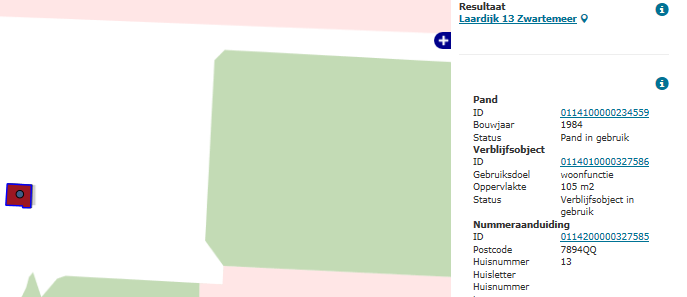 Resultaat
Laardijk 13 Zwartemeer
Pand
ID 0114100000234559
Bouwjaar 1984
Status Pand in gebruik
Verblijfsobject
ID 0114010000327586
Gebruiksdoel woonfunctie
Oppervlakte 105 m2
Status Verblijfsobject in
gebruik
Nummeraanduiding
ID 0114200000327585
Postcode 7894QQ
Huisnummer 13
Huisletter
Huisnummer